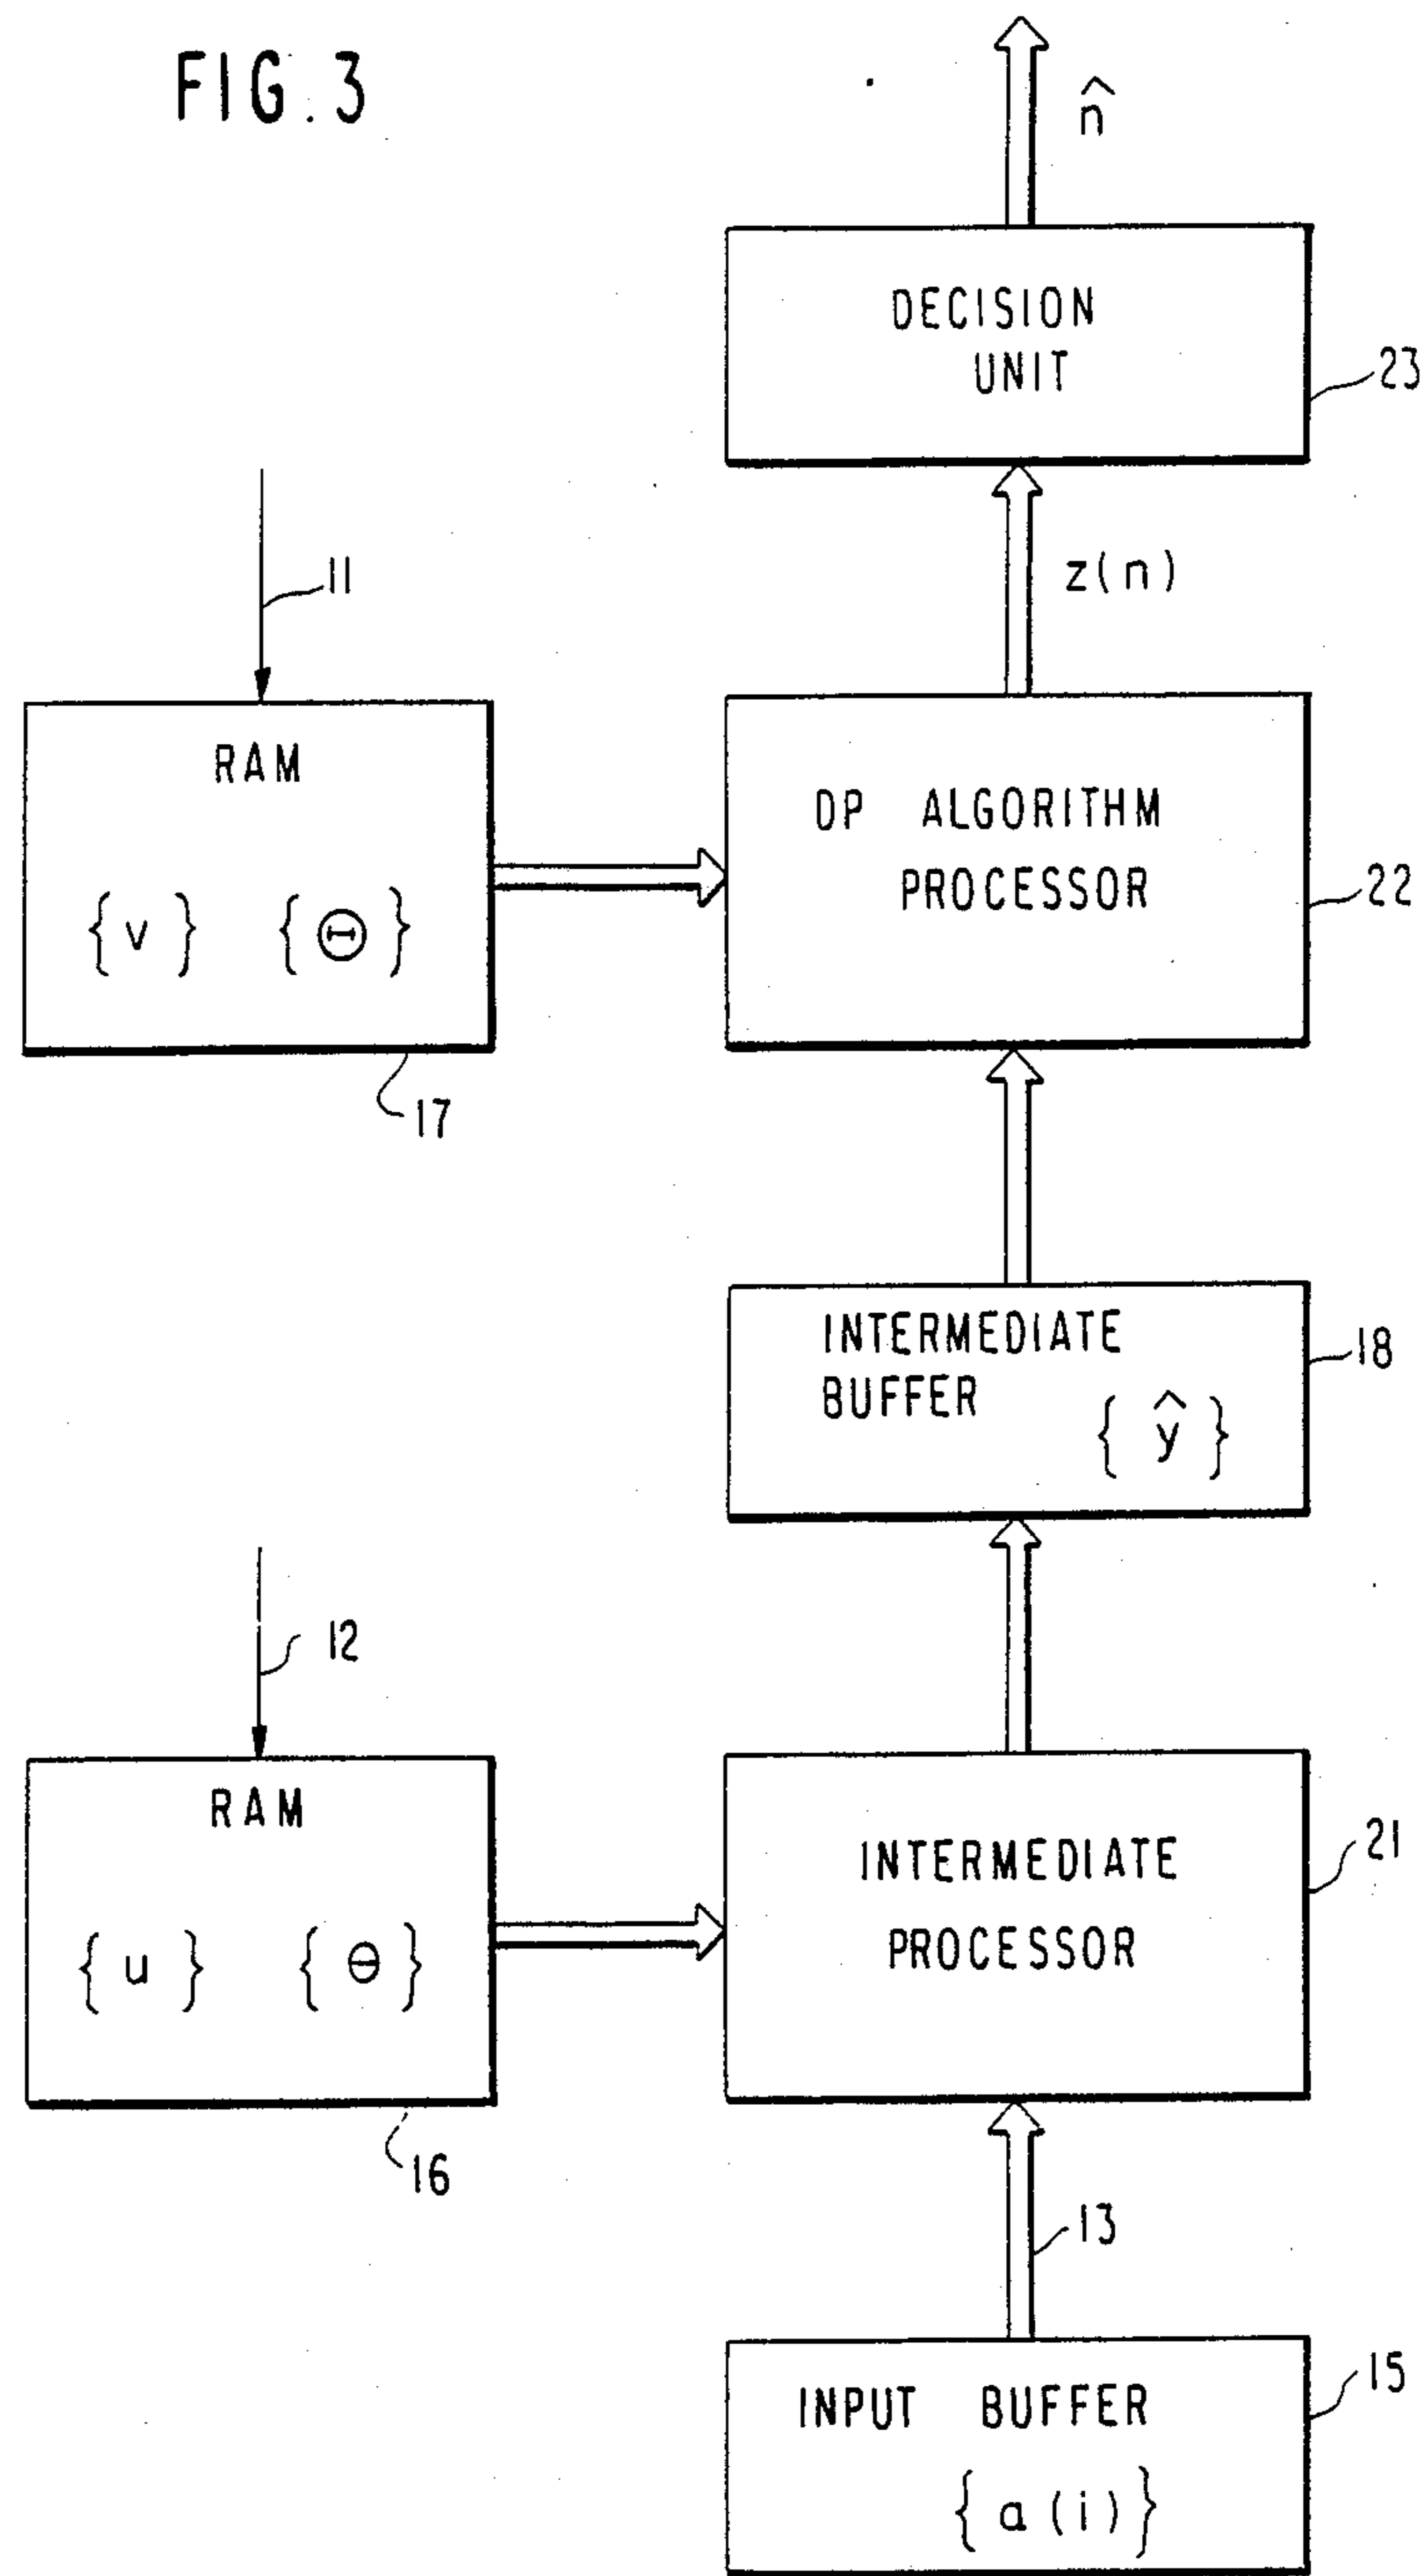 FIG. 3
n̂
DECISION
UNIT
23
z(n)
11
RAM
{v} {Θ}
17
DP ALGORITHM
PROCESSOR
22
INTERMEDIATE
BUFFER
{ŷ}
18
12
RAM
{u} {θ}
16
INTERMEDIATE
PROCESSOR
21
13
INPUT BUFFER
{a(i)}
15